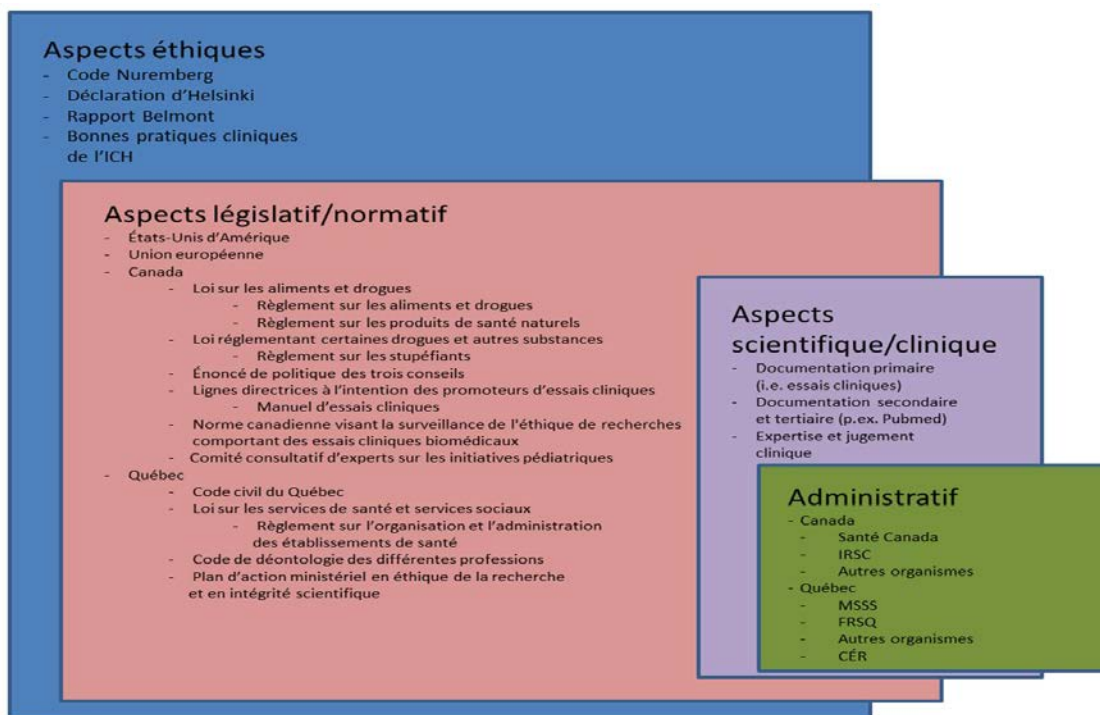 Aspects éthiques
- Code Nuremberg
- Déclaration d'Helsinki
- Rapport Belmont
- Bonnes pratiques cliniques
de l'ICH
Aspects législatif/normatif
- États-Unis d'Amérique
- Union européenne
- Canada
- Loi sur les aliments et drogues
- Règlement sur les aliments et drogues
- Règlement sur les produits de santé naturels
- Loi réglementant certaines drogues et autres substances
- Règlement sur les stupéfiants
- Énoncé de politique des trois conseils
- Lignes directrices à l'intention des promoteurs d'essais cliniques
- Manuel d'essais cliniques
- Norme canadienne visant la surveillance de l'éthique de recherches
comportant des essais cliniques biomédicaux
- Comité consultatif d'experts sur les initiatives pédiatriques
- Québec
- Code civil du Québec
- Loi sur les services de santé et services sociaux
- Règlement sur l'organisation et l'administration
des établissements de santé
- Code de déontologie des différentes professions
- Plan d'action ministériel en éthique de la recherche
et en intégrité scientifique
Aspects
scientifique/clinique
- Documentation primaire
(i.e. essais cliniques)
- Documentation secondaire
et tertiaire (p.ex. Pubmed)
- Expertise et jugement
clinique
Administratif
- Canada
- Santé Canada
- IRSC
- Autres organismes
- Québec
- MSSS
- FRSQ
- Autres organismes
- CÉR